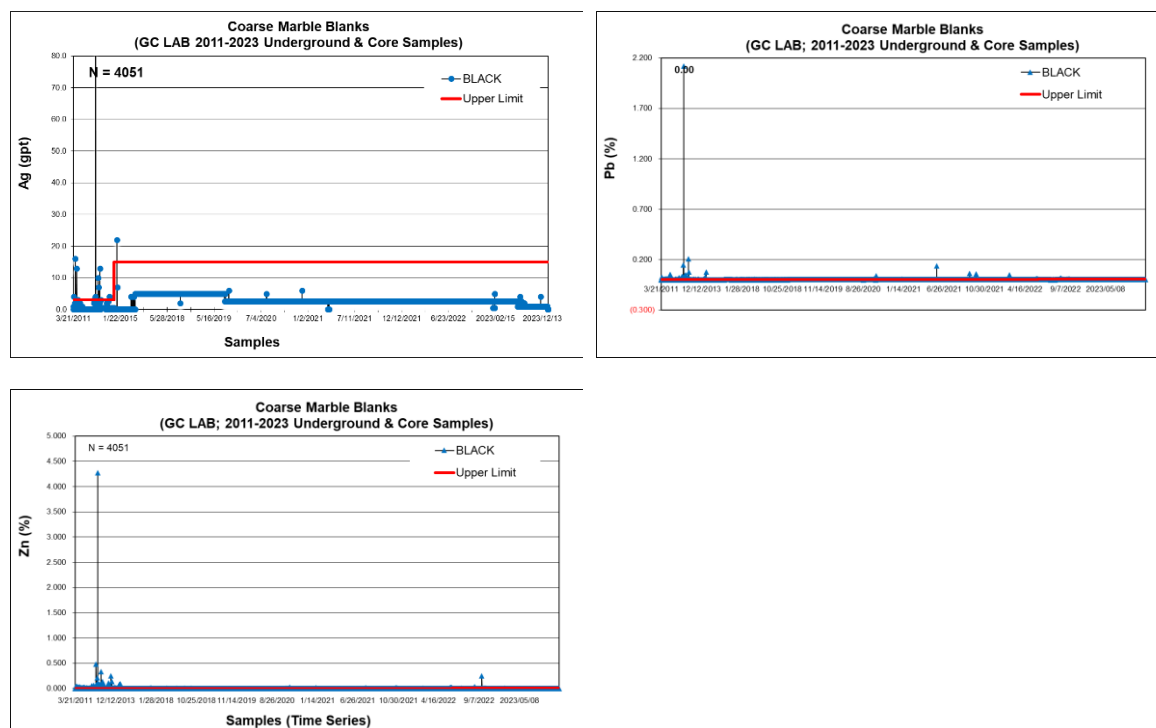 Coarse Marble Blanks
(GC LAB 2011-2023 Underground & Core Samples)
80.0
70.0
60.0
50.0
40.0
30.0
20.0
10.0
0.0
Ag (gpt)
N = 4051
BLACK
Upper Limit
3/21/2011 1/22/2015 5/28/2018 5/16/2019 7/4/2020 1/2/2021 7/11/2021 12/12/2021 6/23/2022 2023/02/15 2023/12/13
Samples
Coarse Marble Blanks
(GC LAB; 2011-2023 Underground & Core Samples)
2.200
1.700
1.200
0.700
0.200
(0.300)
Pb (%)
0.00
BLACK
Upper Limit
3/21/2011 12/12/2013 1/28/2018 10/25/2018 11/14/2019 8/26/2020 1/14/2021 6/26/2021 10/30/2021 4/16/2022 9/7/2022 2023/05/08
Coarse Marble Blanks
(GC LAB; 2011-2023 Underground & Core Samples)
5.000
4.500
4.000
3.500
3.000
2.500
2.000
1.500
1.000
0.500
0.000
Zn (%)
N = 4051
BLACK
Upper Limit
3/21/2011 12/12/2013 1/28/2018 10/25/2018 11/14/2019 8/26/2020 1/14/2021 6/26/2021 10/30/2021 4/16/2022 9/7/2022 2023/05/08
Samples (Time Series)